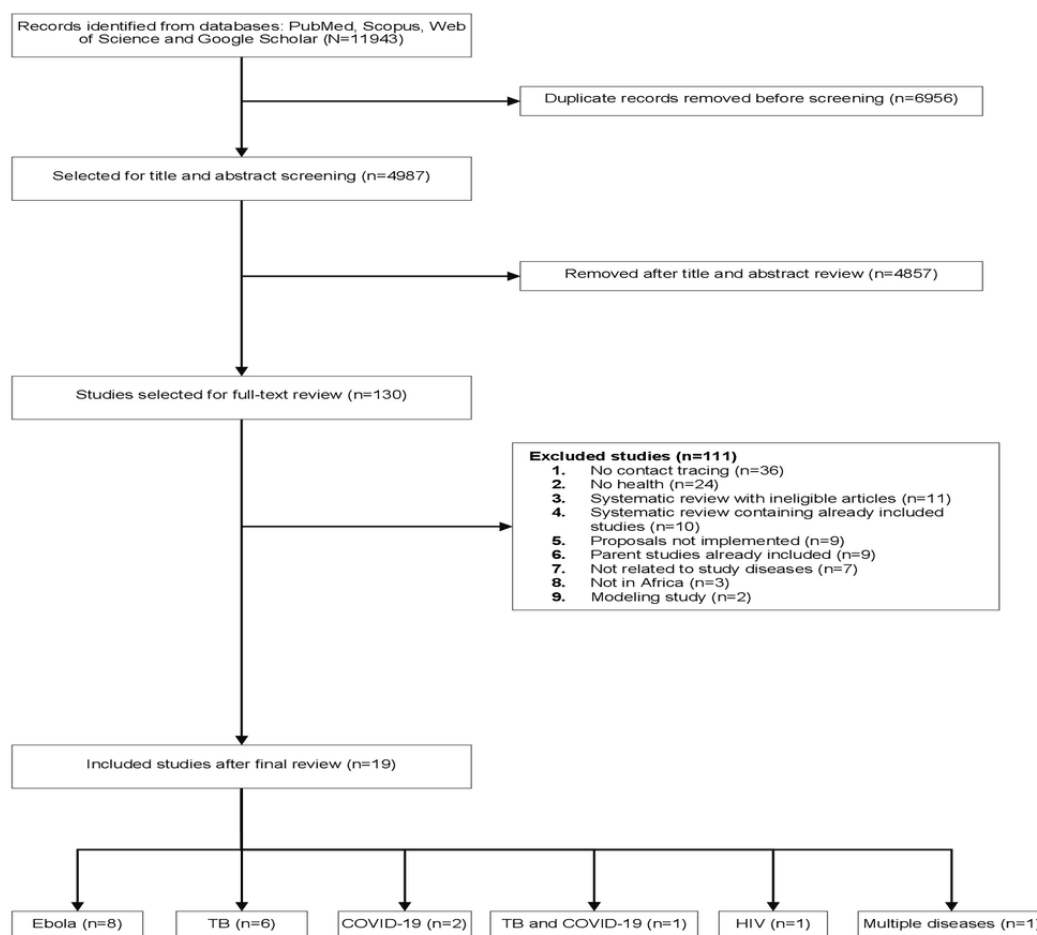 Records identified from databases: PubMed, Scopus, Web
of Science and Google Scholar (N=11943)
Duplicate records removed before screening (n=6956)
Selected for title and abstract screening (n=4987)
Removed after title and abstract review (n=4857)
Studies selected for full-text review (n=130)
Excluded studies (n=111)
1. No contact tracing (n=36)
2. No health (n=24)
3. Systematic review with ineligible articles (n=11)
4. Systematic review containing already included
studies (n=10)
5. Proposals not implemented (n=9)
6. Parent studies already included (n=9)
7. Not related to study diseases (n=7)
8. Not in Africa (n=3)
9. Modeling study (n=2)
Included studies after final review (n=19)
Ebola (n=8)
TB (n=6)
COVID-19 (n=2)
TB and COVID-19 (n=1)
HIV (n=1)
Multiple diseases (n=1)